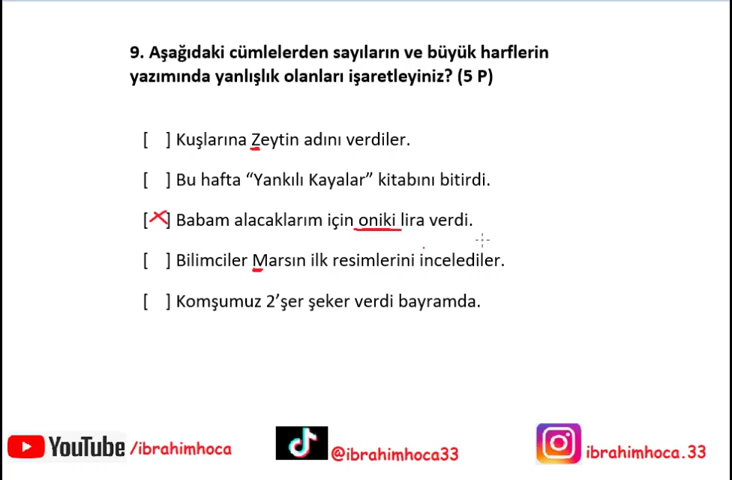 9. Aşağıdaki cümlelerden sayıların ve büyük harflerin
yazımında yanlışlık olanları işaretleyiniz? (5 P)
[ ] Kuşlarına Zeytin adını verdiler.
[ ] Bu hafta “Yankılı Kayalar” kitabını bitirdi.
[X] Babam alacaklarım için oniki lira verdi.
[ ] Bilimciler Marsın ilk resimlerini incelediler.
[ ] Komşumuz 2’şer şeker verdi bayramda.
YouTube /ibrahimhoca
@ibrahimhoca33
ibrahimhoca.33